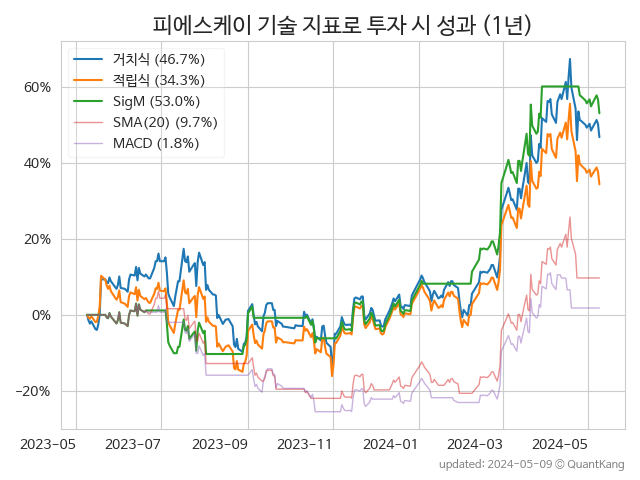 피에스케이 기술 지표로 투자 시 성과 (1년)
거치식 (46.7%)
적립식 (34.3%)
SigM (53.0%)
SMA(20) (9.7%)
MACD (1.8%)
60%
40%
20%
0%
−20%
2023-05 2023-07 2023-09 2023-11 2024-01 2024-03 2024-05
updated: 2024-05-09 © QuantKang